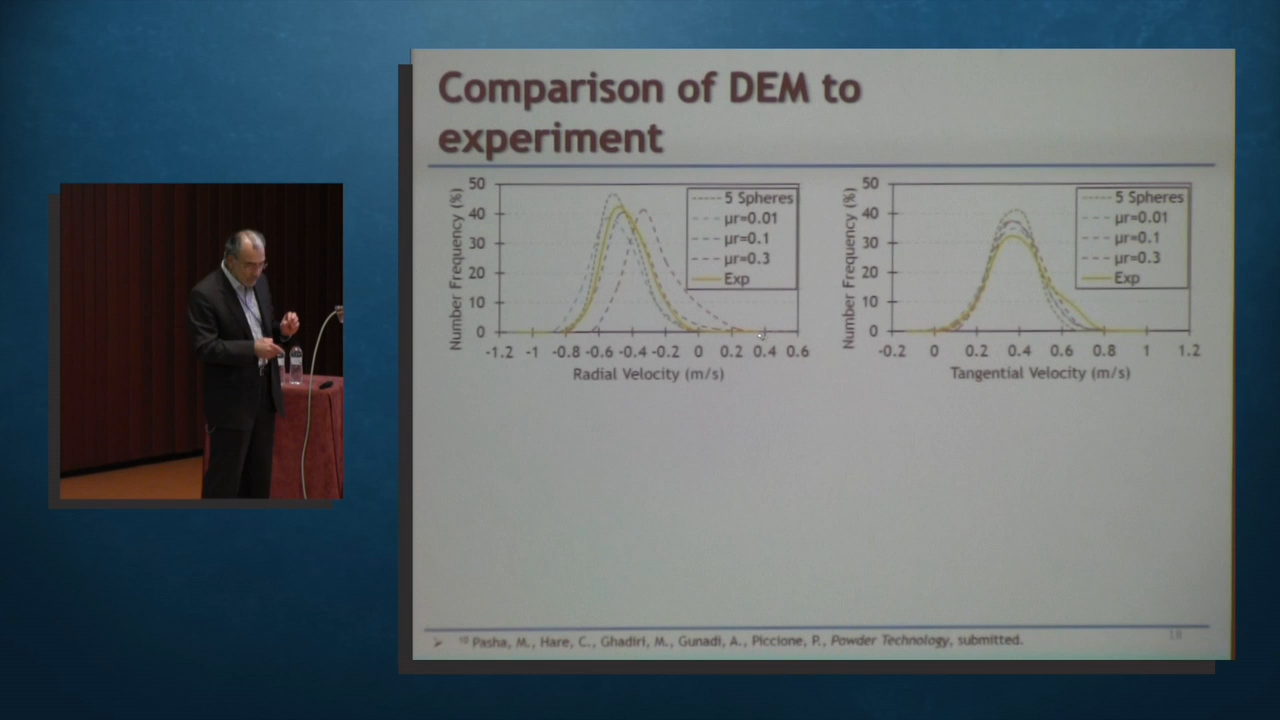 Comparison of DEM to
experiment
Number Frequency (%)
50
40
30
20
10
0
-1.2 -1 -0.8 -0.6 -0.4 -0.2 0 0.2 0.4 0.6
Radial Velocity (m/s)
5 Spheres
µr=0.01
µr=0.1
µr=0.3
Exp
Number Frequency (%)
50
40
30
20
10
0
-0.2 0 0.2 0.4 0.6 0.8 1 1.2
Tangential Velocity (m/s)
5 Spheres
µr=0.01
µr=0.1
µr=0.3
Exp
Pasha, M., Hare, C., Ghadiri, M., Gunadi, A., Piccione, P., Powder Technology, submitted.
18